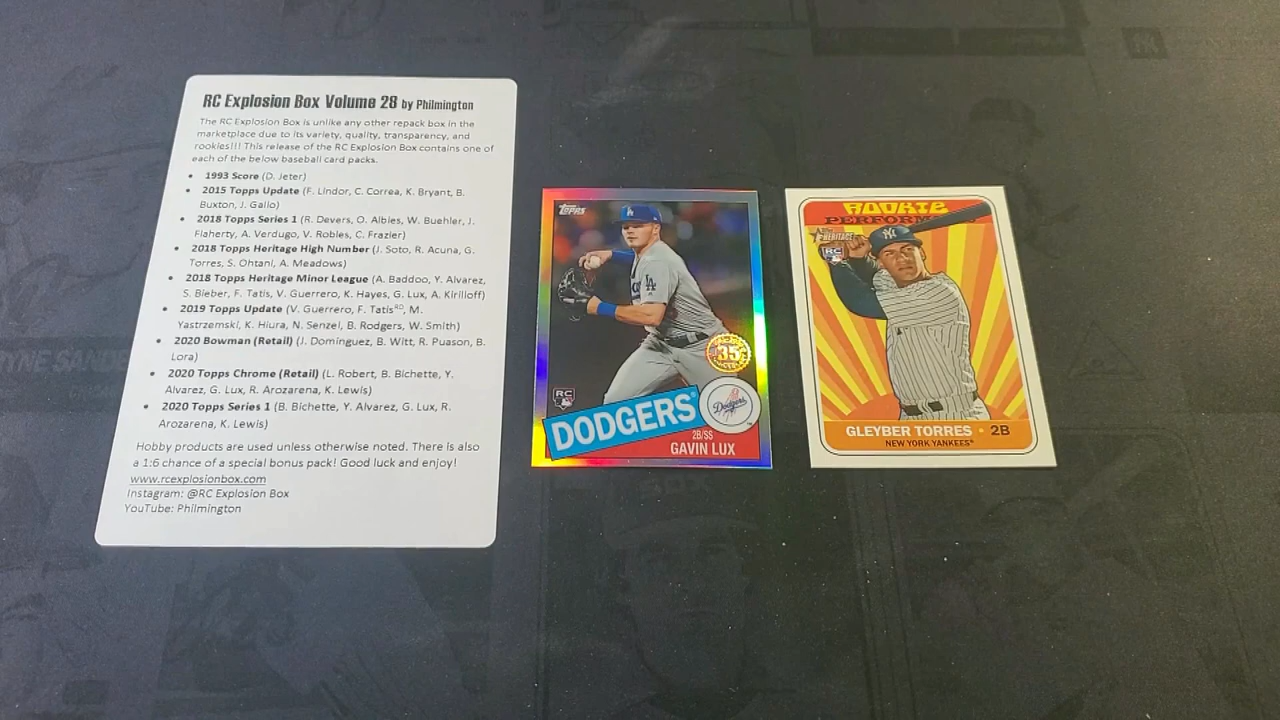 RC Explosion Box Volume 28 by Philmington
The RC Explosion Box is unlike any other repack box in the
marketplace due to its variety, quality, transparency, and
rookies!!! This release of the RC Explosion Box contains one of
each of the below baseball card packs.
• 1993 Score (D. Jeter)
• 2015 Topps Update (F. Lindor, C. Correa, K. Bryant, B.
Buxton, J. Gallo)
• 2018 Topps Series 1 (R. Devers, O. Albies, W. Buehler, J.
Flaherty, A. Verdugo, V. Robles, C. Frazier)
• 2018 Topps Heritage High Number (J. Soto, R. Acuna, G.
Torres, S. Ohtani, A. Meadows)
• 2018 Topps Heritage Minor League (A. Baddoo, Y. Alvarez,
S. Bieber, F. Tatis, V. Guerrero, K. Hayes, G. Lux, A. Kirilloff)
• 2019 Topps Update (V. Guerrero, F. Tatis RD, M.
Yastrzemski, K. Hiura, N. Senzel, B. Rodgers, W. Smith)
• 2020 Bowman (Retail) (J. Dominguez, B. Witt, R. Puason, B.
Lora)
• 2020 Topps Chrome (Retail) (L. Robert, B. Bichette, Y.
Alvarez, G. Lux, R. Arozarena, K. Lewis)
• 2020 Topps Series 1 (B. Bichette, Y. Alvarez, G. Lux, R.
Arozarena, K. Lewis)
Hobby products are used unless otherwise noted. There is also
a 1:6 chance of a special bonus pack! Good luck and enjoy!
www.rcexplosionbox.com
Instagram: @RC Explosion Box
YouTube: Philmington
Topps
LA
35
RC
DODGERS
Dodgers
2B/SS
GAVIN LUX
ROOKIE
HERITAGE
RC
NY
GLEYBER TORRES • 2B
NEW YORK YANKEES®